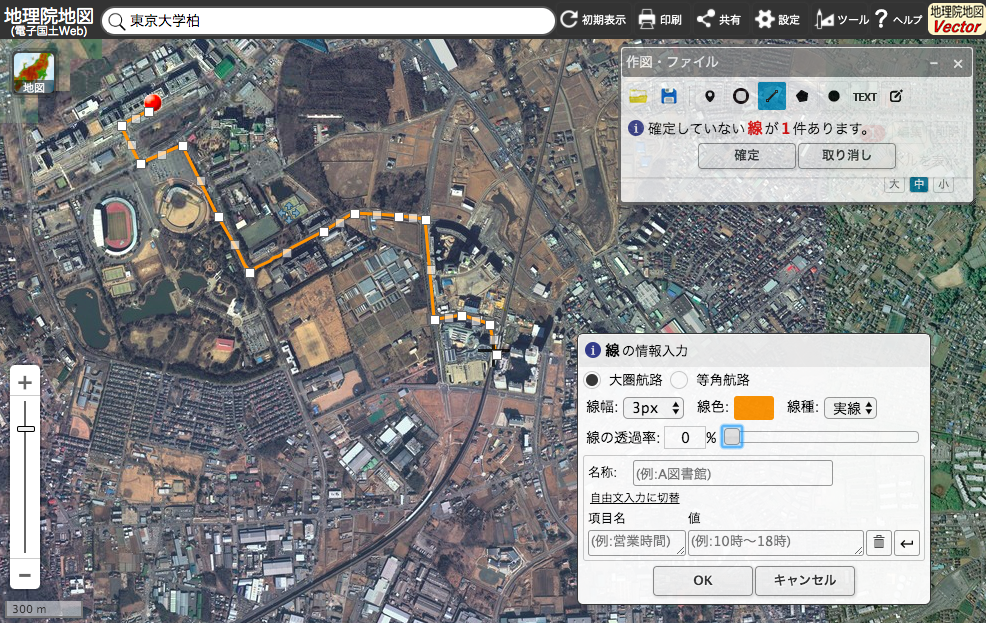 地理院地図
(電子国土Web)
東京大学柏
初期表示
印刷
共有
設定
ツール
ヘルプ
地理院地図
Vector
地図
作図・ファイル
TEXT
確定していない 線 が 1 件あります。
確定
取り消し
大 中 小
線 の情報入力
大圏航路 等角航路
線幅: 3px 線色: 線種: 実線
線の透過率: 0 %
名称: (例:A図書館)
自由文入力に切替
項目名 値
(例:営業時間) (例:10時～18時)
OK キャンセル
300 m